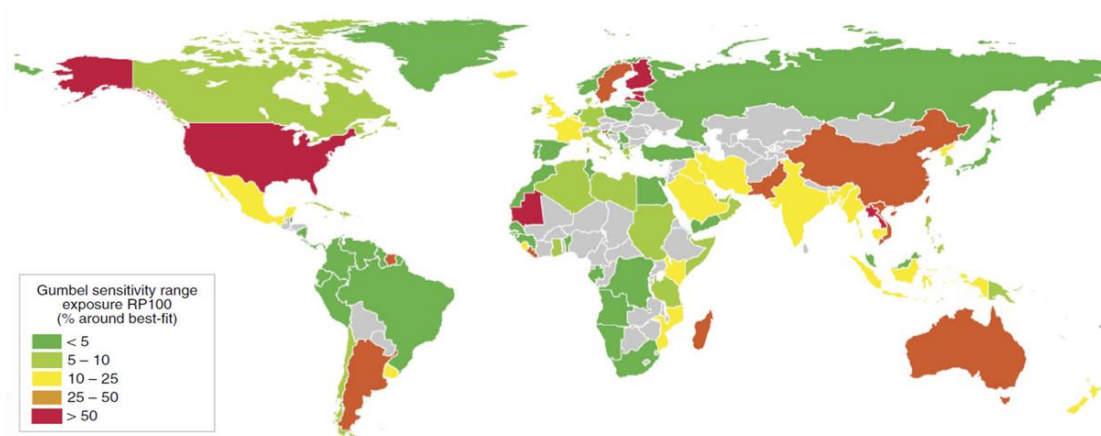 Gumbel sensitivity range
exposure RP100
(% around best-fit)
< 5
5 – 10
10 – 25
25 – 50
> 50